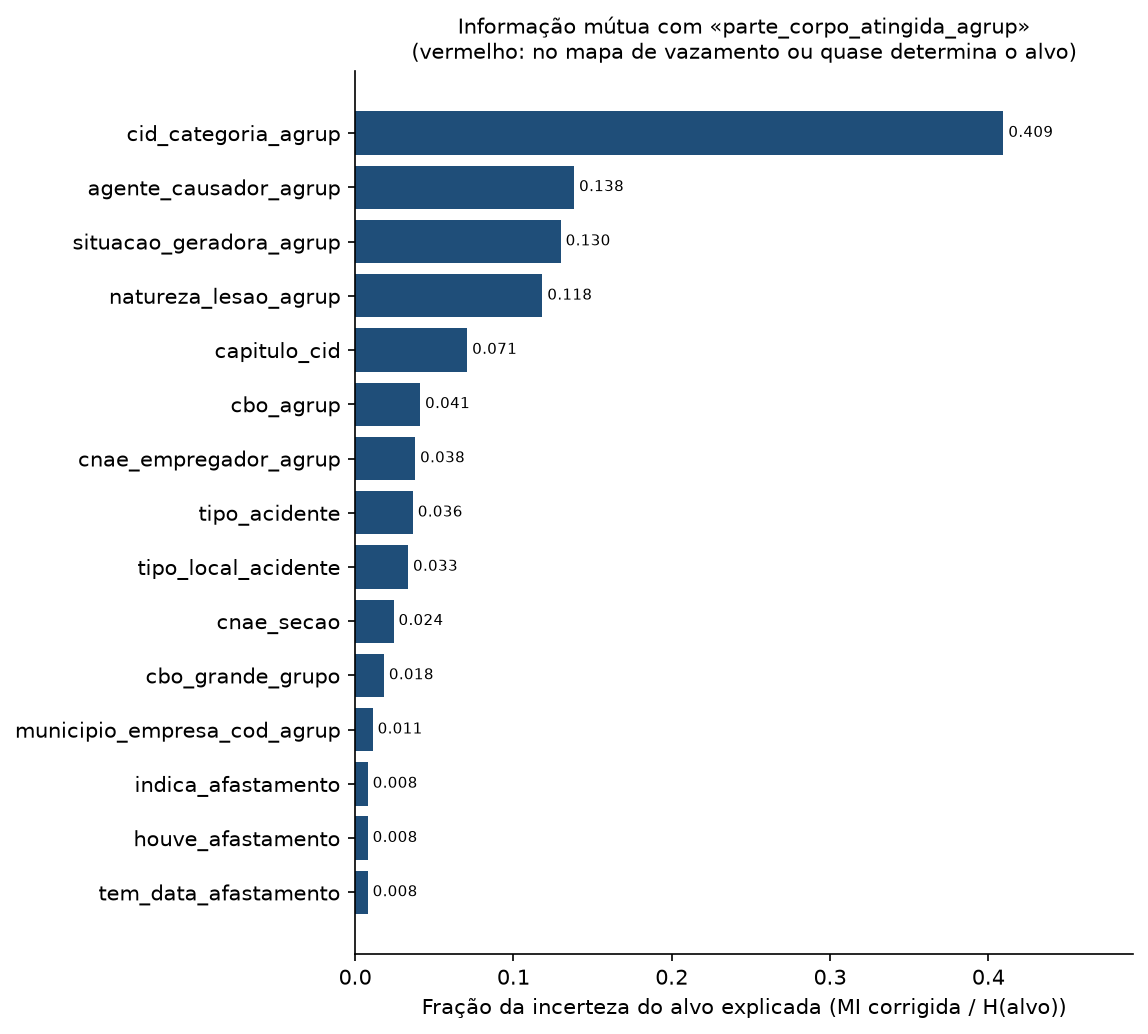 Informação mútua com «parte_corpo_atingida_agrup»
(vermelho: no mapa de vazamento ou quase determina o alvo)
cid_categoria_agrup 0.409
agente_causador_agrup 0.138
situacao_geradora_agrup 0.130
natureza_lesao_agrup 0.118
capitulo_cid 0.071
cbo_agrup 0.041
cnae_empregador_agrup 0.038
tipo_acidente 0.036
tipo_local_acidente 0.033
cnae_secao 0.024
cbo_grande_grupo 0.018
municipio_empresa_cod_agrup 0.011
indica_afastamento 0.008
houve_afastamento 0.008
tem_data_afastamento 0.008
0.0 0.1 0.2 0.3 0.4
Fração da incerteza do alvo explicada (MI corrigida / H(alvo))